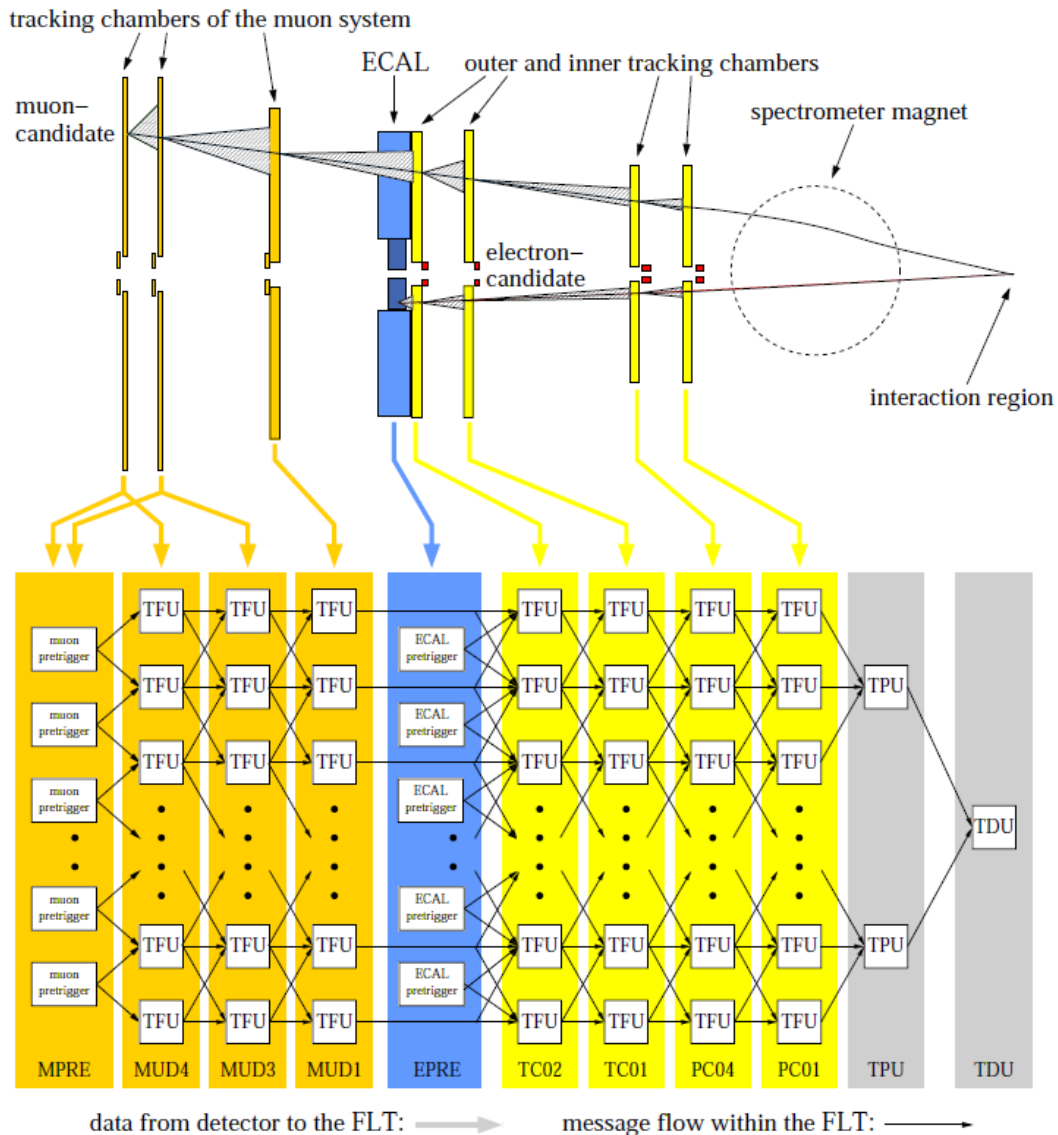 tracking chambers of the muon system
ECAL
outer and inner tracking chambers
muon−
candidate
spectrometer magnet
electron−
candidate
interaction region
TFU TFU TFU TFU TFU TFU TFU
muon
pretrigger
ECAL
pretrigger
TFU TFU TFU TFU TFU TFU TFU TPU
muon
pretrigger
ECAL
pretrigger
TFU TFU TFU TFU TFU TFU TFU
muon
pretrigger
ECAL
pretrigger
TDU
muon
pretrigger
ECAL
pretrigger
TFU TFU TFU TFU TFU TFU TFU TPU
muon
pretrigger
ECAL
pretrigger
TFU TFU TFU TFU TFU TFU TFU
MPRE MUD4 MUD3 MUD1 EPRE TC02 TC01 PC04 PC01 TPU TDU
data from detector to the FLT: message flow within the FLT: